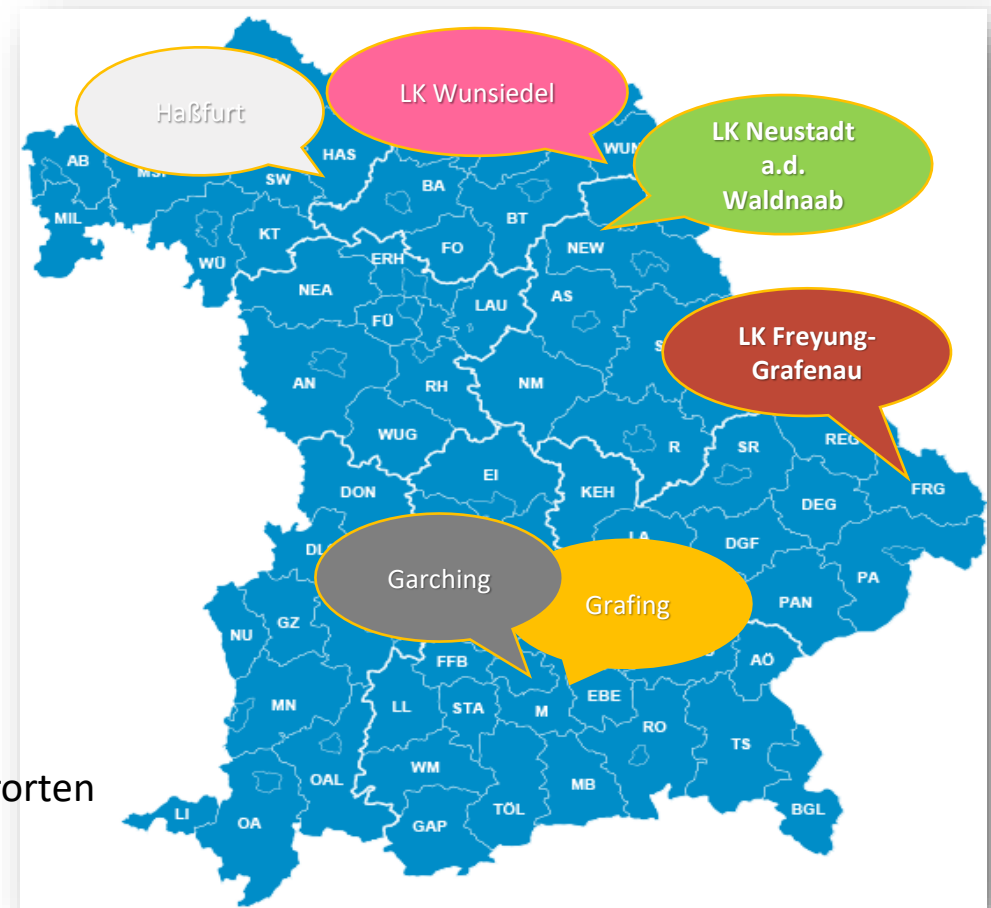 Haßfurt
LK Wunsiedel
LK Neustadt
a.d.
Waldnaab
AB
HAS
WUN
SW
BA
MIL
KT
BT
WÜ
FO
NEW
ERH
NEA
AS
LAU
FÜ
LK Freyung-
Grafenau
AN
RH
NM
WUG
R
SR
REG
EI
KEH
FRG
DON
DEG
DGF
Garching
Grafing
PA
PAN
GZ
NU
FFB
AÖ
EBE
MN
LL
STA
M
RO
TS
WM
OAL
MB
orten
TÖL
BGL
LI
OA
GAP